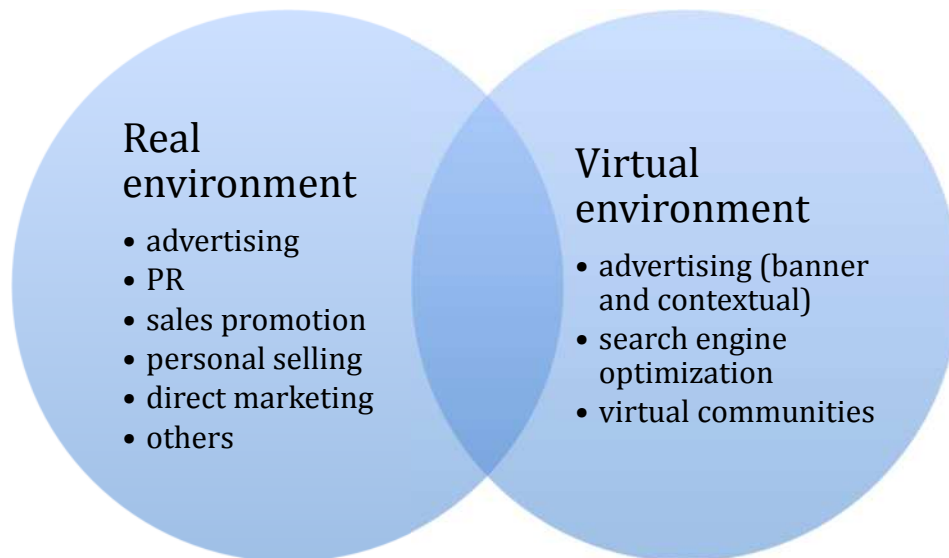 Real
environment
• advertising
• PR
• sales promotion
• personal selling
• direct marketing
• others
Virtual
environment
• advertising (banner
and contextual)
• search engine
optimization
• virtual communities